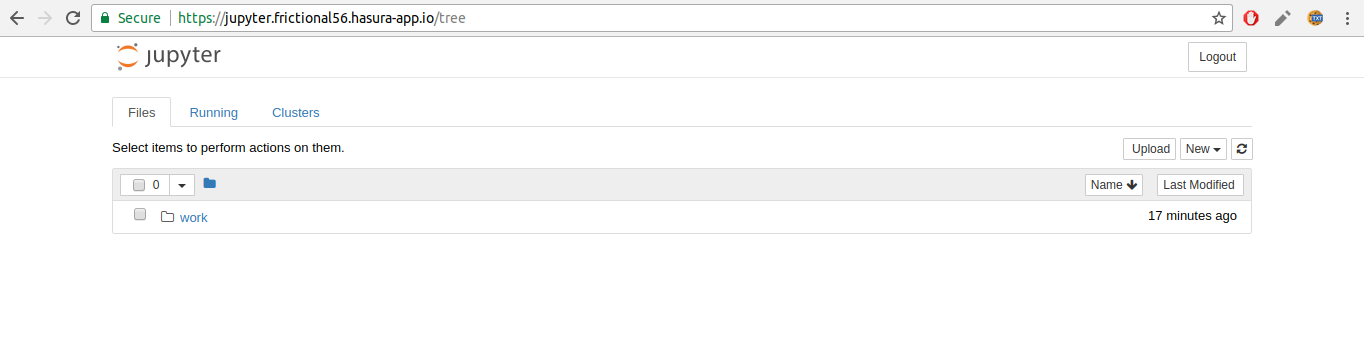 Secure https://jupyter.frictional56.hasura-app.io/tree
jupyter Logout
Files Running Clusters
Select items to perform actions on them. Upload New
0 Name Last Modified
work 17 minutes ago